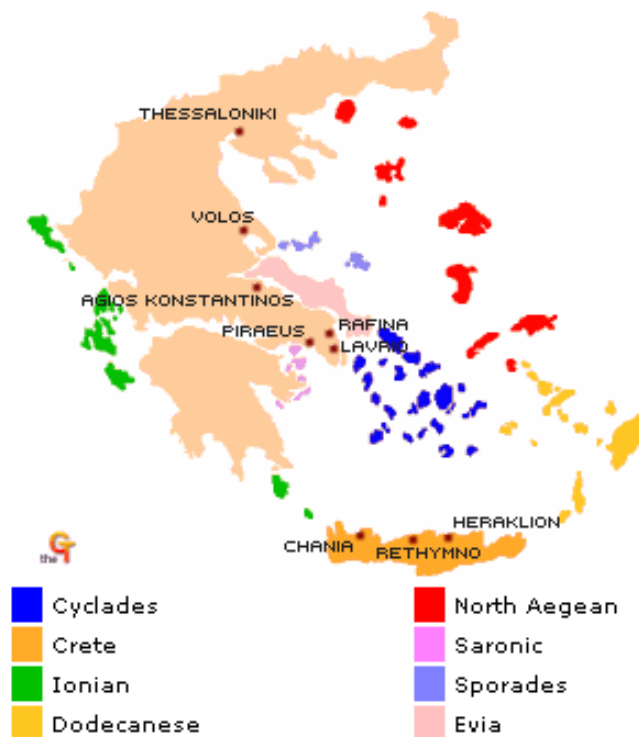 THESSALONIKI
VOLOS
AGIOS KONSTANTINOS
RAFINA
PIRAEUS
LAVRIO
HERAKLION
CHANIA
RETHYMNO
the GT
Cyclades
North Aegean
Crete
Saronic
Ionian
Sporades
Dodecanese
Evia